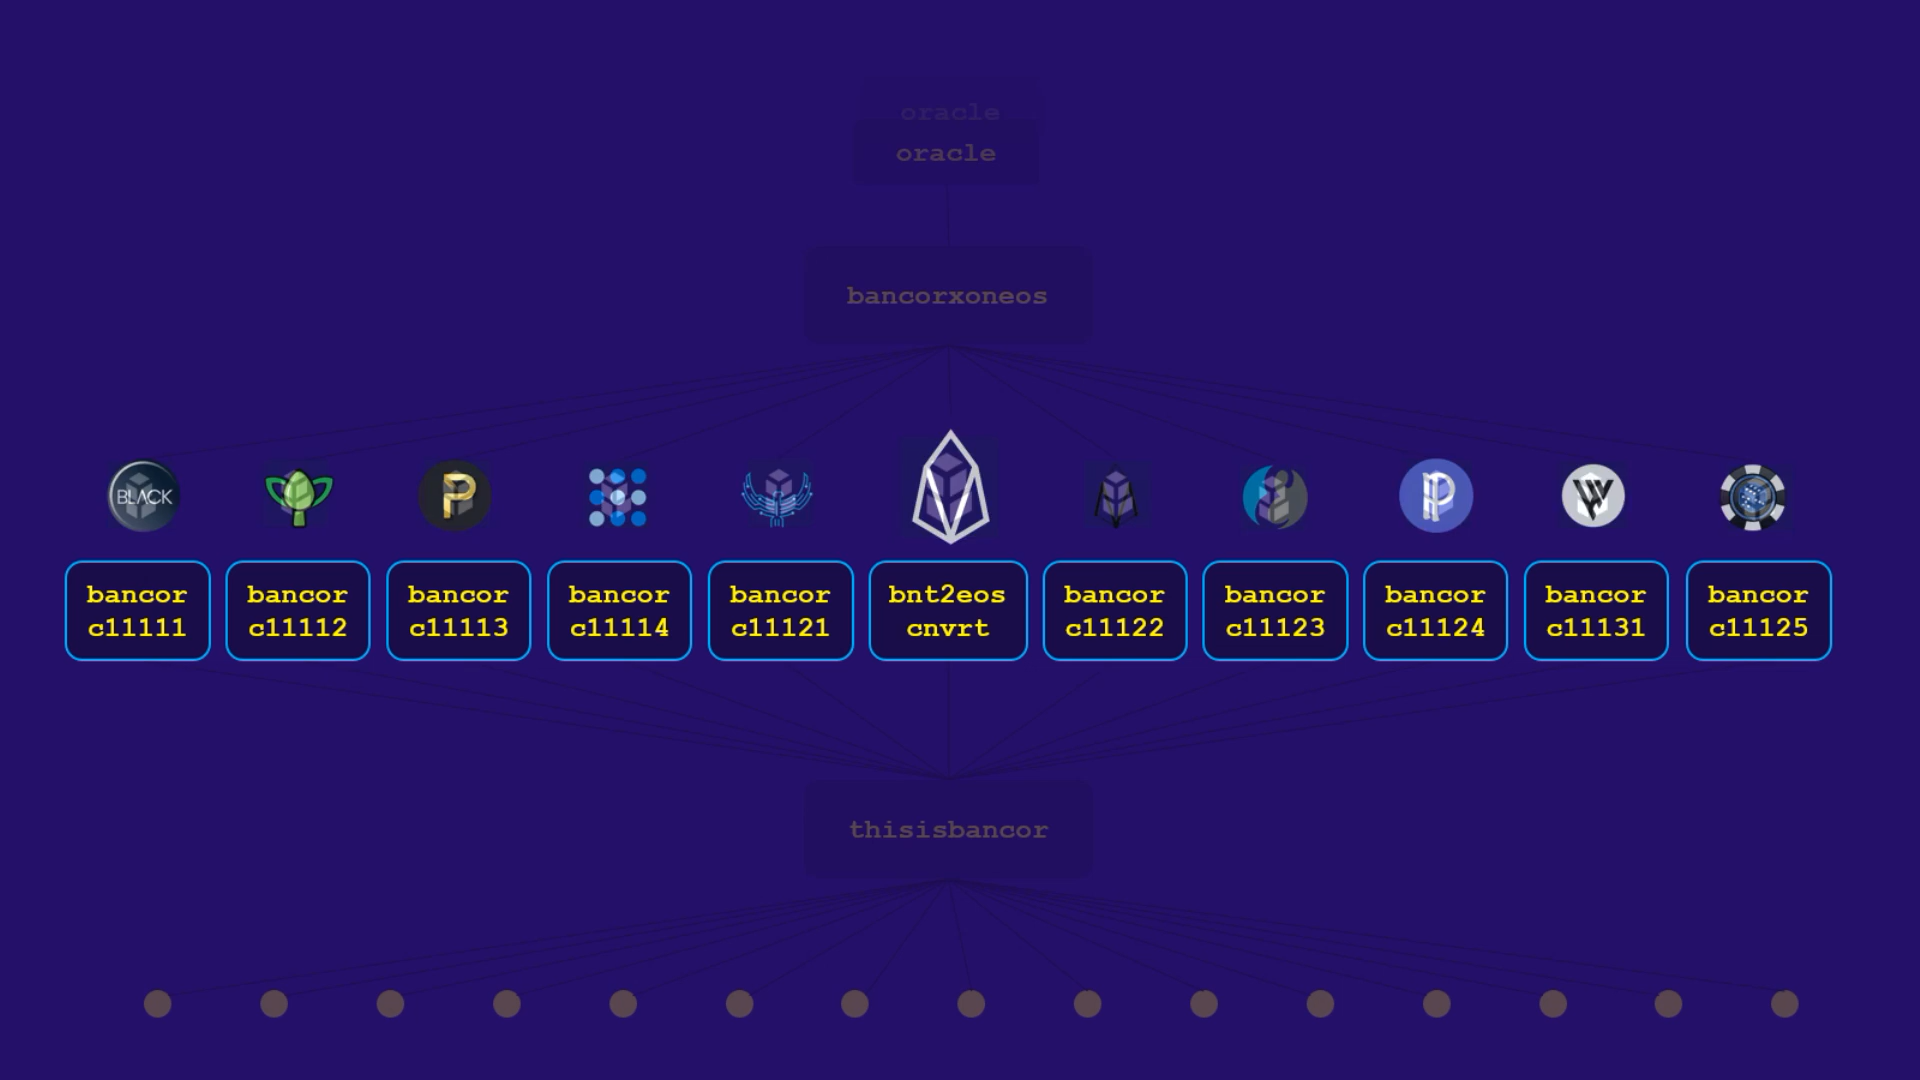 oracle
oracle
bancorxoneos
BLACK
bancor
c11111
bancor
c11112
bancor
c11113
bancor
c11114
bancor
c11121
bnt2eos
cnvrt
bancor
c11122
bancor
c11123
bancor
c11124
bancor
c11131
bancor
c11125
thisisbancor